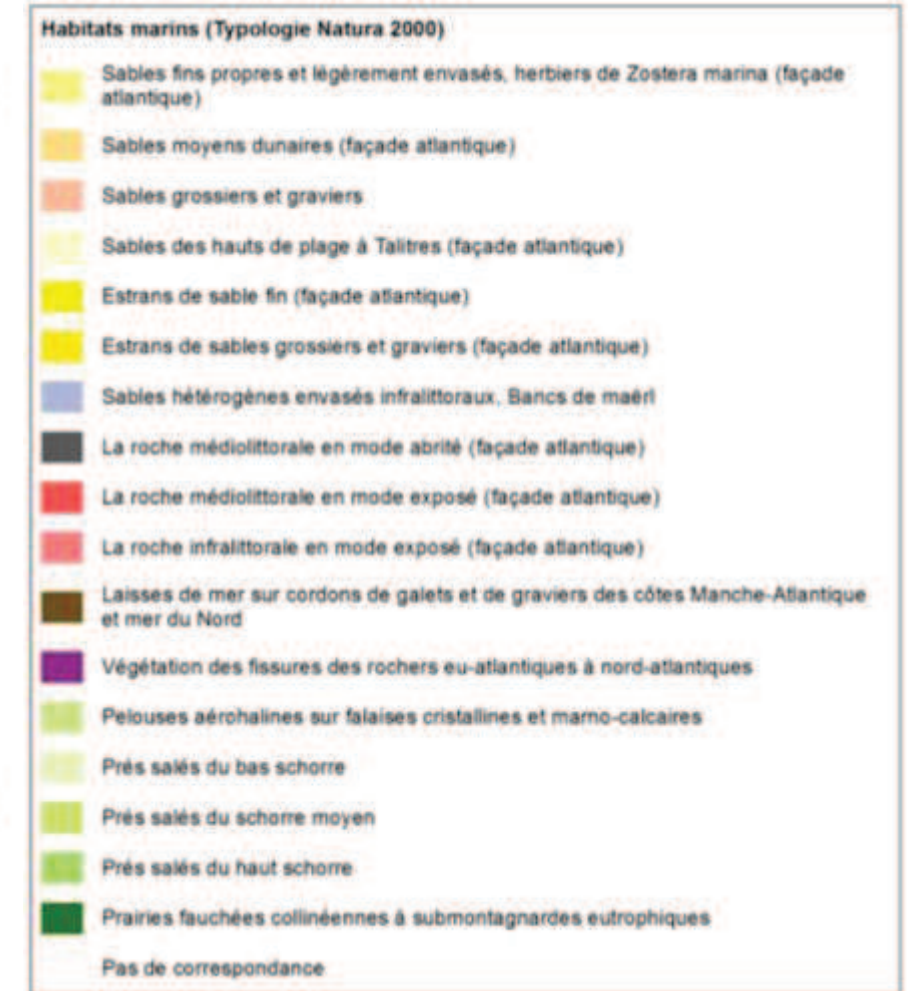 Habitats marins (Typologie Natura 2000)
Sables fins propres et légèrement envasés, herbiers de Zostera marina (façade
atlantique)
Sables moyens dunaires (façade atlantique)
Sables grossiers et graviers
Sables des hauts de plage à Talitres (façade atlantique)
Estrans de sable fin (façade atlantique)
Estrans de sables grossiers et graviers (façade atlantique)
Sables hétérogènes envasés infralittoraux, Bancs de maërl
La roche médiolittorale en mode abrité (façade atlantique)
La roche médiolittorale en mode exposé (façade atlantique)
La roche infralittorale en mode exposé (façade atlantique)
Laisses de mer sur cordons de galets et de graviers des côtes Manche-Atlantique
et mer du Nord
Végétation des fissures des rochers eu-atlantiques à nord-atlantiques
Pelouses aérohalines sur falaises cristallines et marno-calcaires
Prés salés du bas schorre
Prés salés du schorre moyen
Prés salés du haut schorre
Prairies fauchées collinéennes à submontagnardes eutrophiques
Pas de correspondance